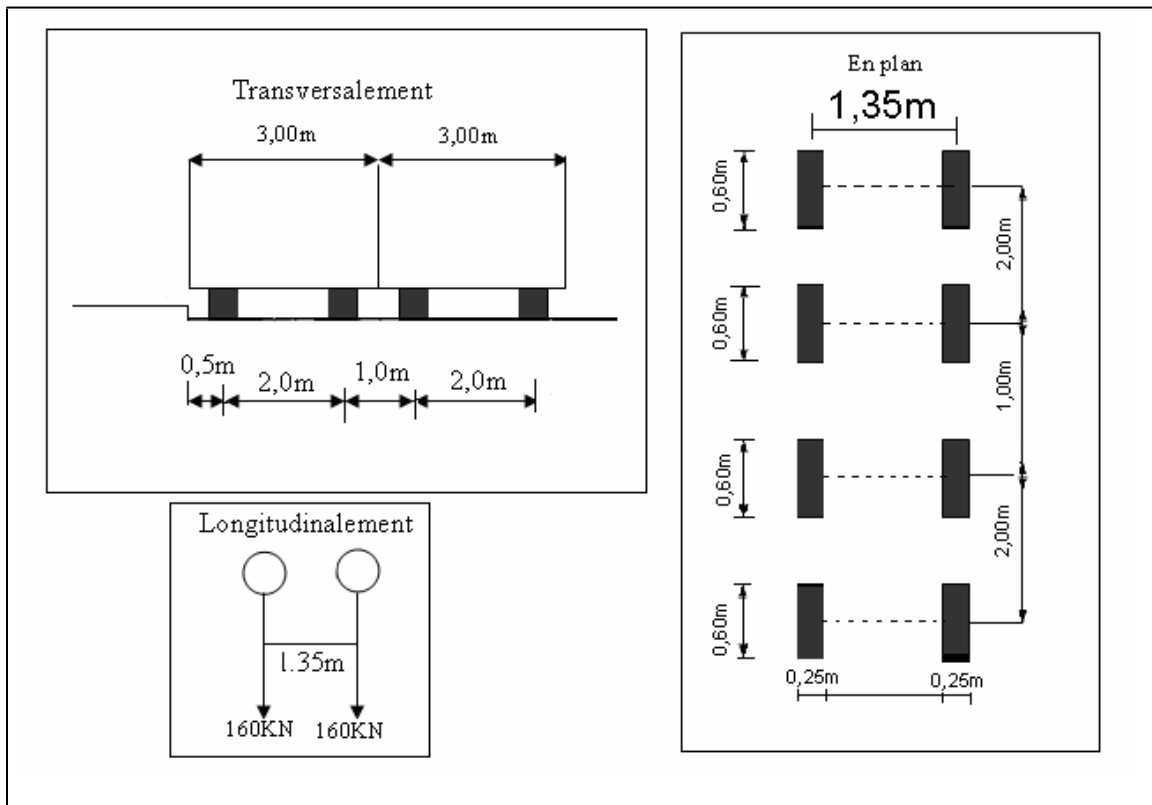 Transversalement
3,00m 3,00m
0,5m
2,0m
1,0m
2,0m
Longitudinalement
1.35m
160KN 160KN
En plan
1,35m
0,60m
2,00m
0,60m
1,00m
0,60m
2,00m
0,60m
0,25m 0,25m